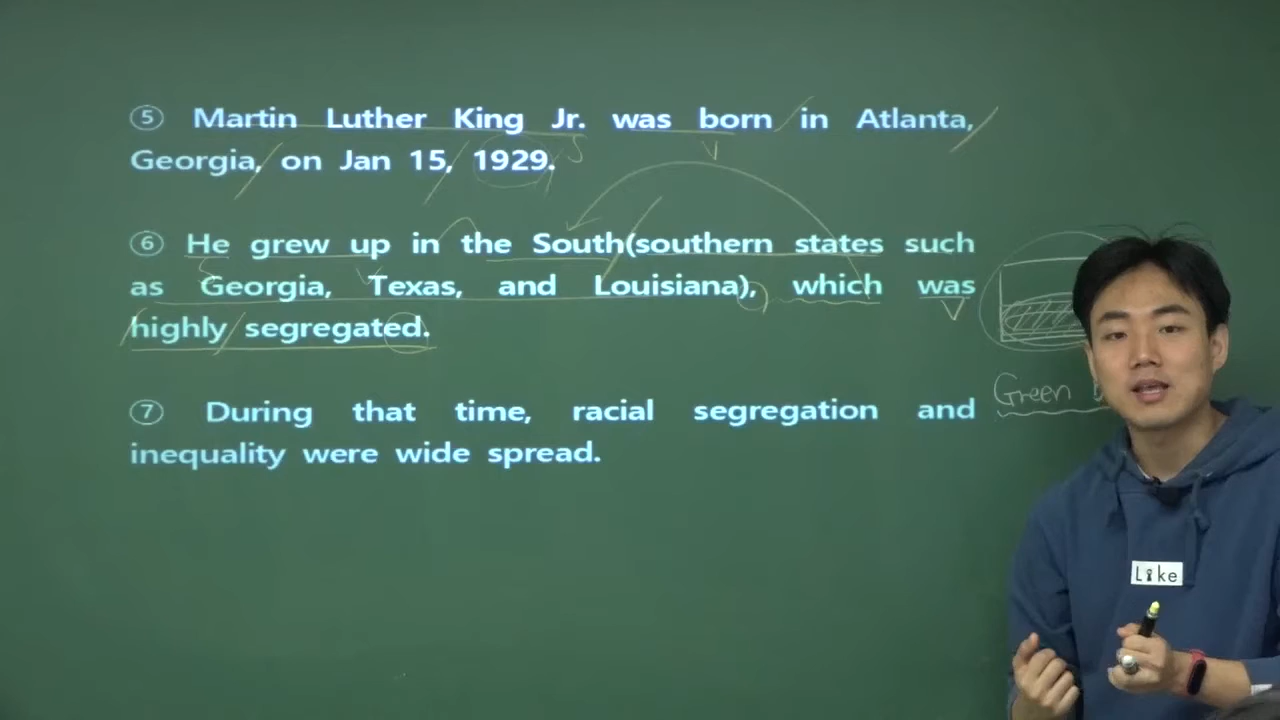 ⑤ Martin Luther King Jr. was born in Atlanta,
Georgia, on Jan 15, 1929.
⑥ He grew up in the South(southern states such
as Georgia, Texas, and Louisiana), which was
highly segregated.
⑦ During that time, racial segregation and
inequality were wide spread.
S
V
S
V
V
Green
Like